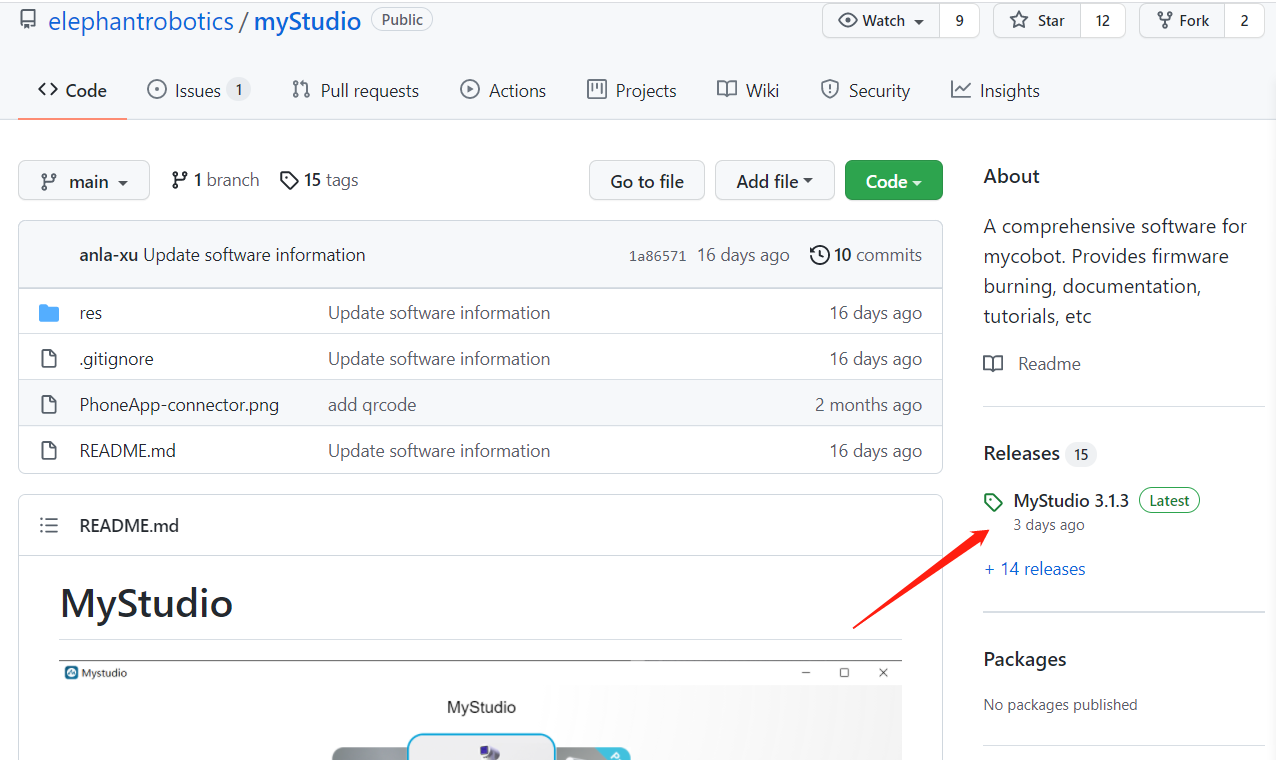 elephantrobotics / myStudio Public
Watch 9 Star 12 Fork 2
Code Issues 1 Pull requests Actions Projects Wiki Security Insights
main 1 branch 15 tags Go to file Add file Code
anla-xu Update software information 1a86571 16 days ago 10 commits
res Update software information 16 days ago
.gitignore Update software information 16 days ago
PhoneApp-connector.png add qrcode 2 months ago
README.md Update software information 16 days ago
README.md
MyStudio
Mystudio
MyStudio
About
A comprehensive software for
mycobot. Provides firmware
burning, documentation,
tutorials, etc
Readme
Releases 15
MyStudio 3.1.3 Latest
3 days ago
+ 14 releases
Packages
No packages published